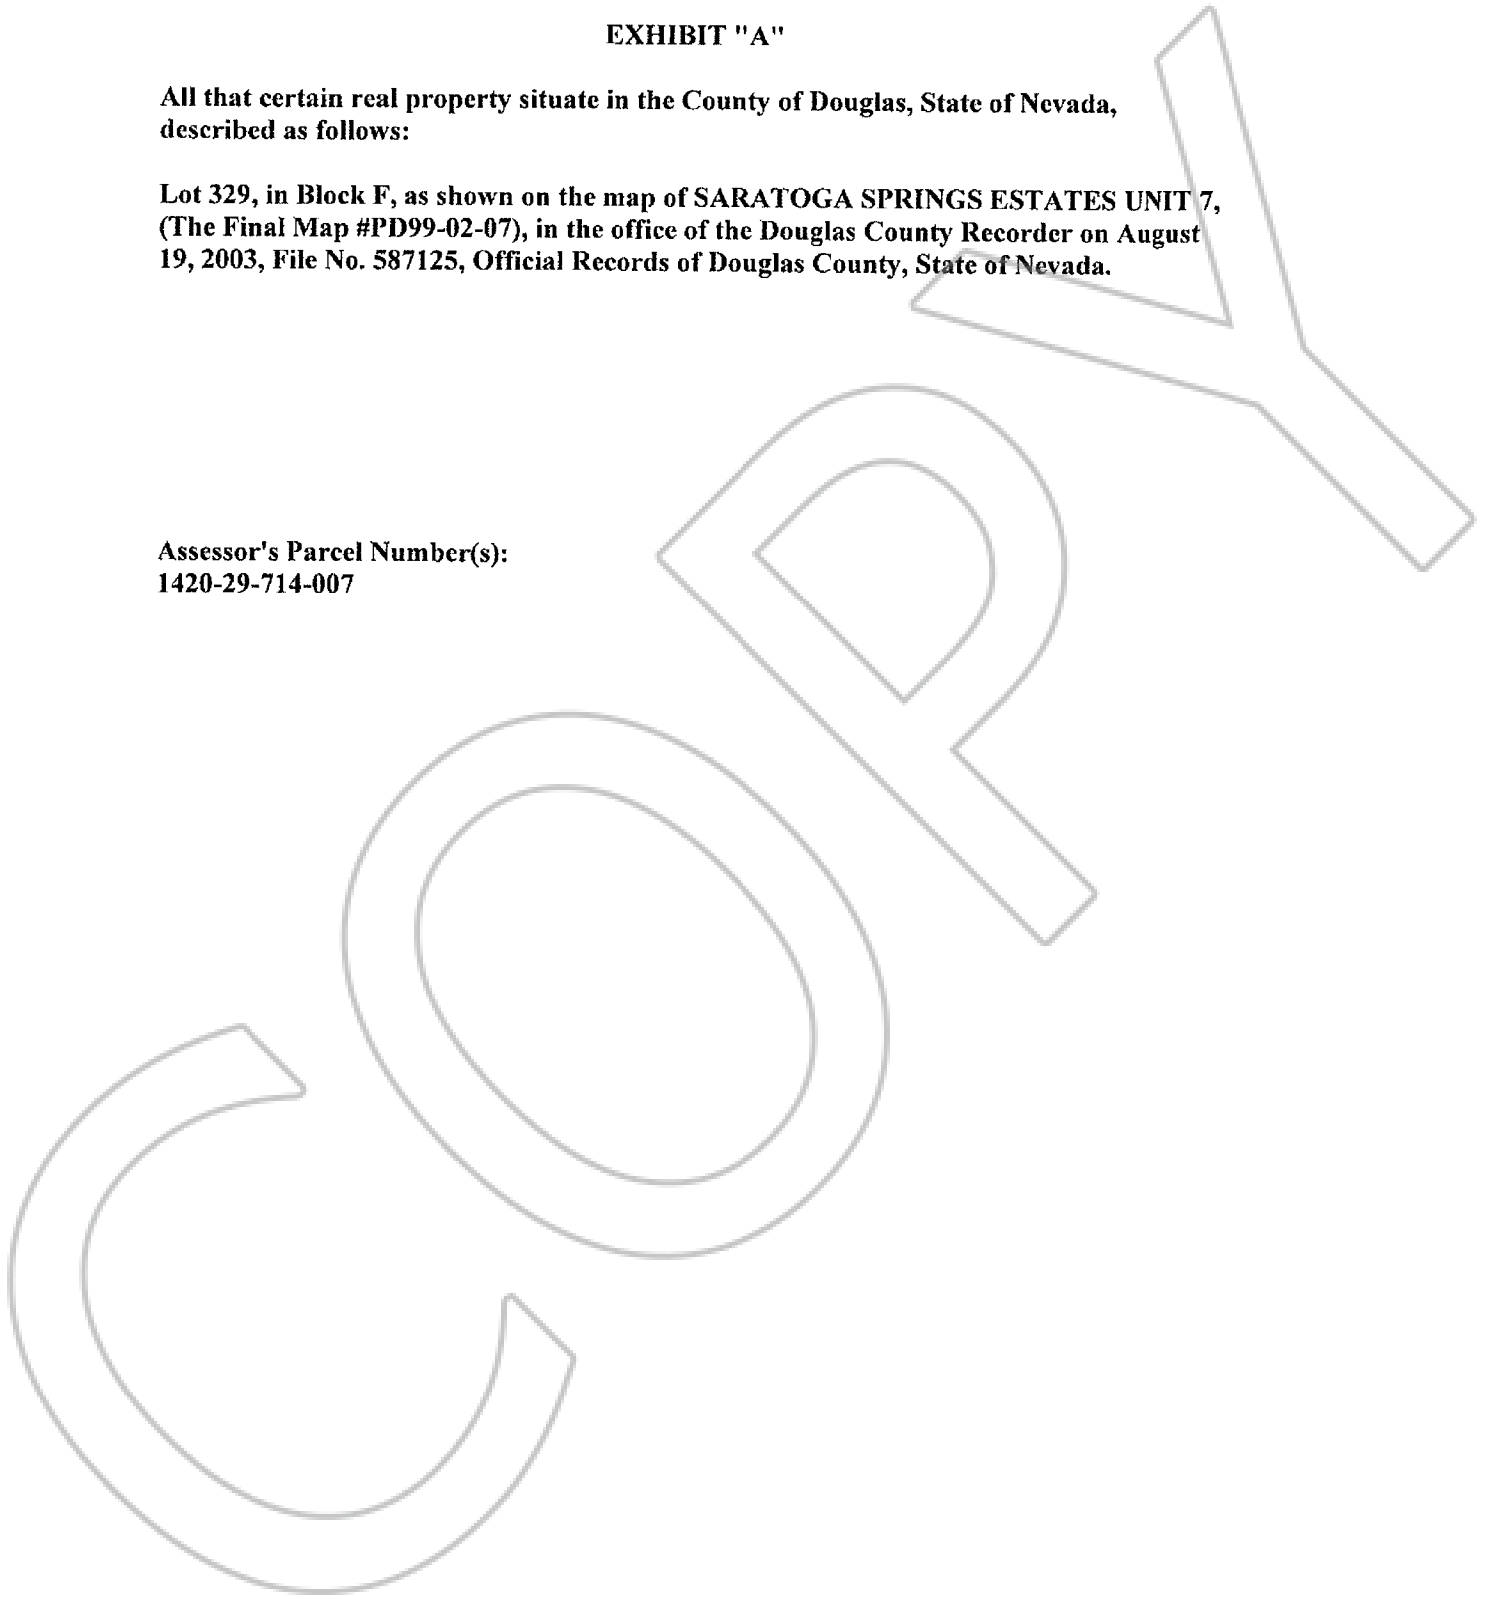 EXHIBIT "A"
All that certain real property situate in the County of Douglas, State of Nevada,
described as follows:
Lot 329, in Block F, as shown on the map of SARATOGA SPRINGS ESTATES UNIT 7,
(The Final Map #PD99-02-07), in the office of the Douglas County Recorder on August
19, 2003, File No. 587125, Official Records of Douglas County, State of Nevada.
Assessor's Parcel Number(s):
1420-29-714-007
COPY